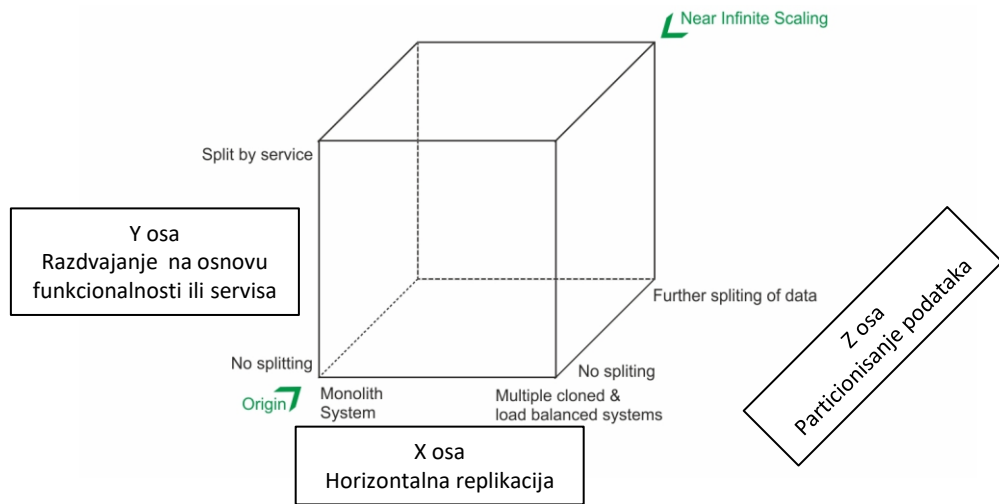 Near Infinite Scaling
Split by service
Y osa
Razdvajanje na osnovu
funkcionalnosti ili servisa
Further spliting of data
Z osa
Particionisanje podataka
No splitting
No spliting
Origin
Monolith
System
Multiple cloned &
load balanced systems
X osa
Horizontalna replikacija